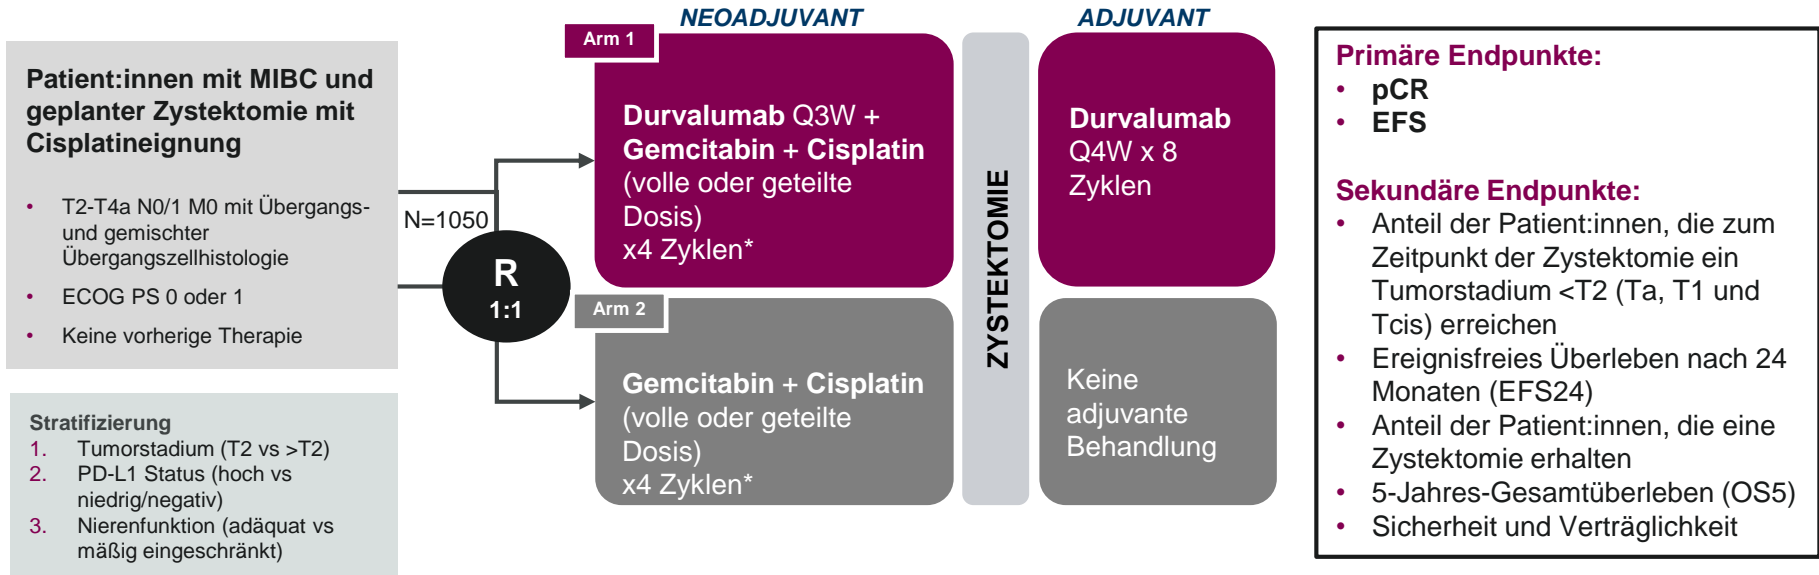 NEOADJUVANT
ADJUVANT
Patient:innen mit MIBC und
geplanter Zystektomie mit
Cisplatineignung
• T2-T4a N0/1 M0 mit Übergangs-
und gemischter
Übergangszellhistologie
• ECOG PS 0 oder 1
• Keine vorherige Therapie
Stratifizierung
1. Tumorstadium (T2 vs >T2)
2. PD-L1 Status (hoch vs
niedrig/negativ)
3. Nierenfunktion (adäquat vs
mäßig eingeschränkt)
N=1050
R
1:1
Arm 1
Durvalumab Q3W +
Gemcitabin + Cisplatin
(volle oder geteilte
Dosis)
x4 Zyklen*
Arm 2
Gemcitabin + Cisplatin
(volle oder geteilte
Dosis)
x4 Zyklen*
ZYSTEKTOMIE
Durvalumab
Q4W x 8
Zyklen
Keine
adjuvante
Behandlung
Primäre Endpunkte:
• pCR
• EFS
Sekundäre Endpunkte:
• Anteil der Patient:innen, die zum
Zeitpunkt der Zystektomie ein
Tumorstadium <T2 (Ta, T1 und
Tcis) erreichen
• Ereignisfreies Überleben nach 24
Monaten (EFS24)
• Anteil der Patient:innen, die eine
Zystektomie erhalten
• 5-Jahres-Gesamtüberleben (OS5)
• Sicherheit und Verträglichkeit